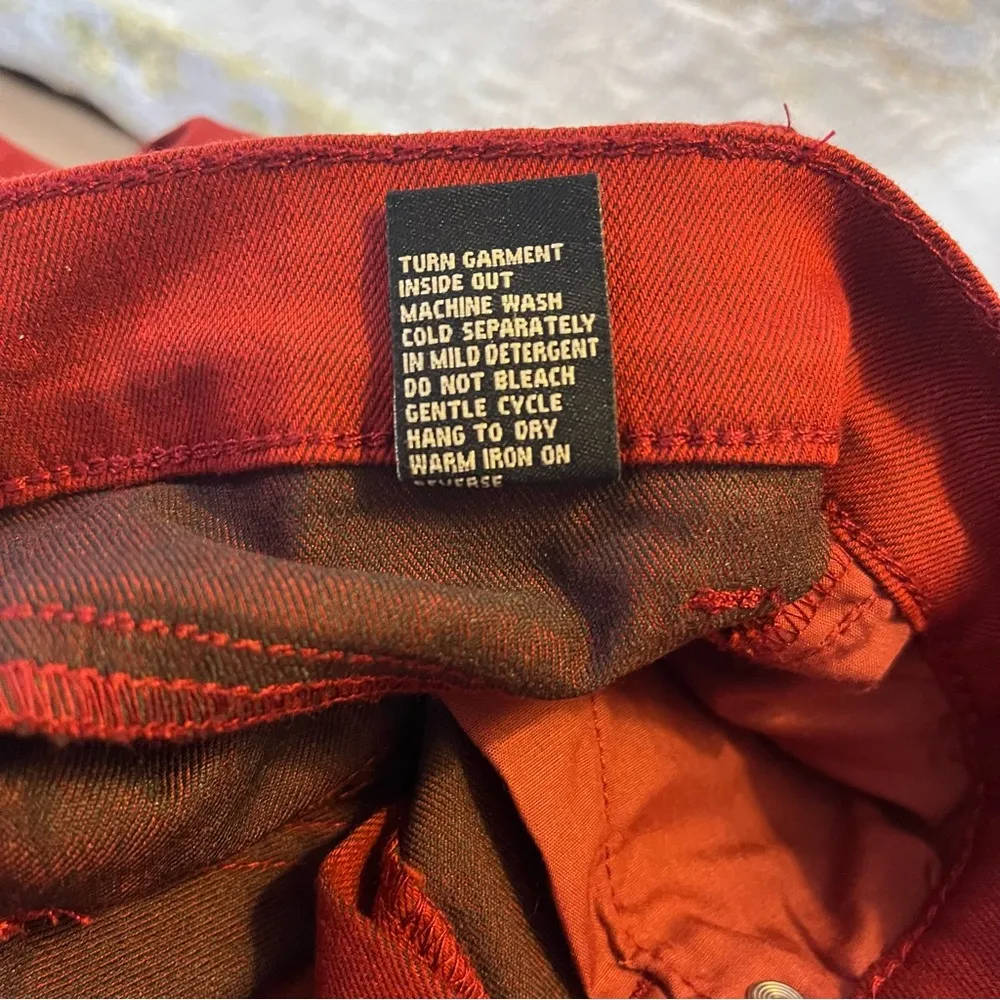 TURN GARMENT
INSIDE OUT
MACHINE WASH
COLD SEPARATELY
IN MILD DETERGENT
DO NOT BLEACH
GENTLE CYCLE
HANG TO DRY
WARM IRON ON
REVERSE